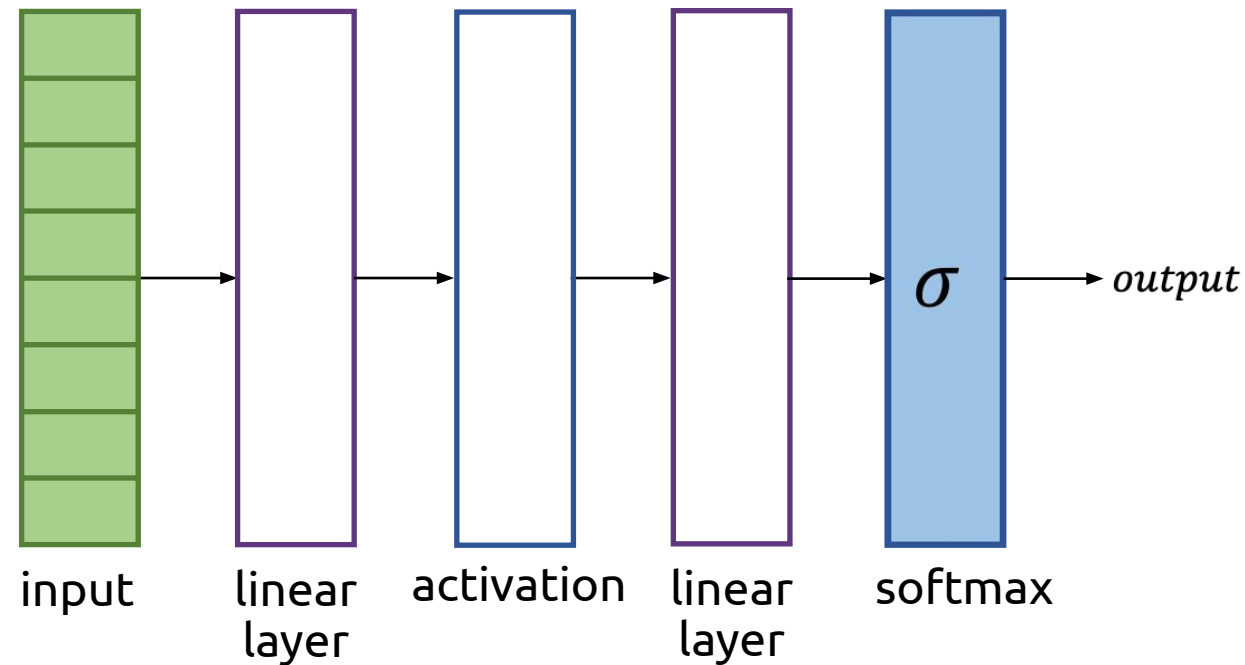 σ
output
input
linear
layer
activation
linear
layer
softmax